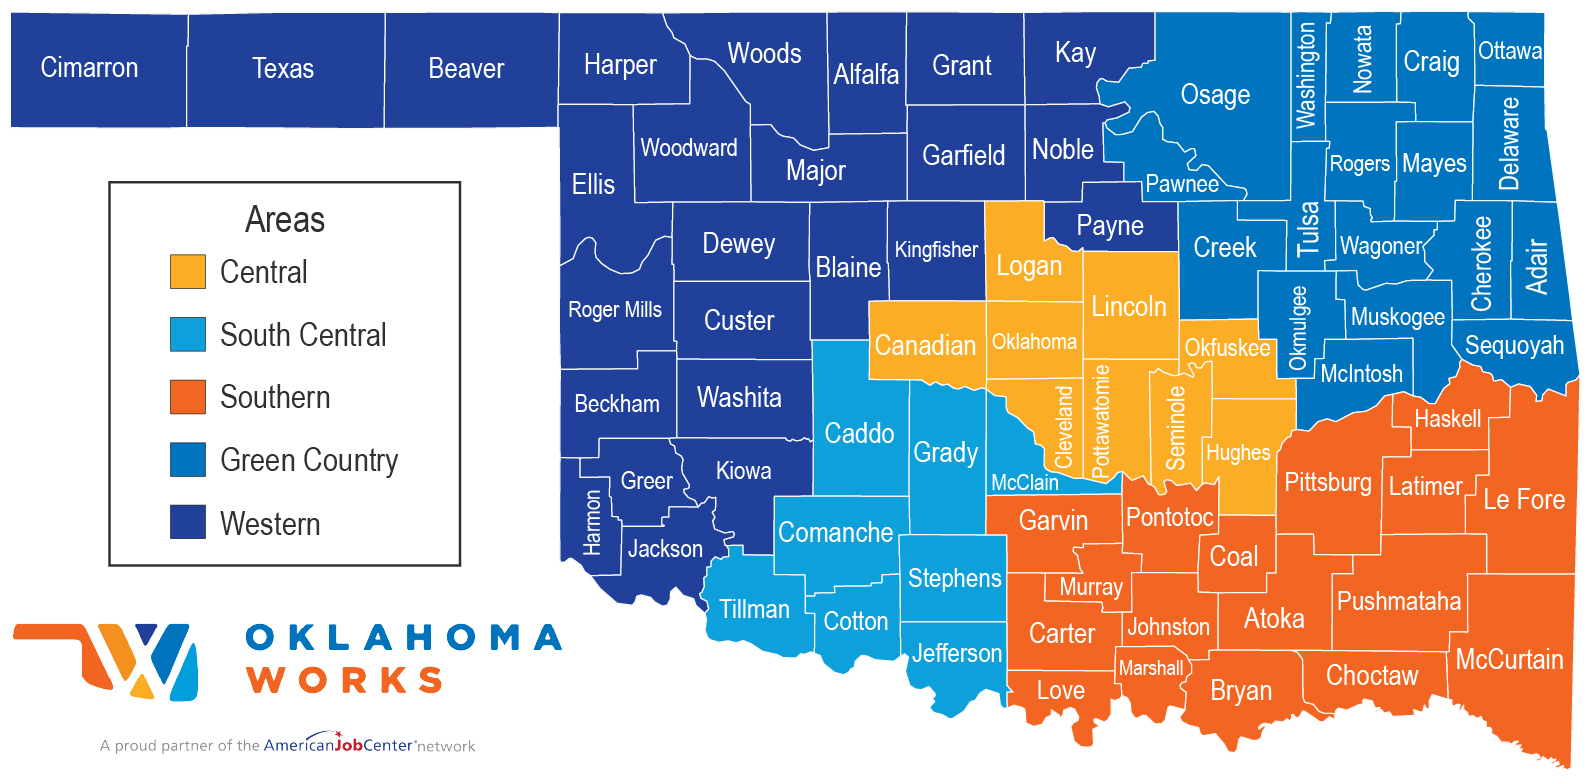 Cimarron
Texas
Beaver
Harper
Woods
Alfalfa
Grant
Kay
Osage
Washington
Nowata
Craig
Ottawa
Ellis
Woodward
Major
Garfield
Noble
Pawnee
Rogers
Mayes
Delaware
Roger Mills
Dewey
Blaine
Kingfisher
Logan
Payne
Creek
Tulsa
Wagoner
Cherokee
Adair
Custer
Canadian
Oklahoma
Lincoln
Okfuskee
Okmulgee
Muskogee
McIntosh
Sequoyah
Beckham
Washita
Caddo
Grady
McClain
Cleveland
Pottawatomie
Seminole
Hughes
Pittsburg
Haskell
Latimer
Le Fore
Harmon
Greer
Kiowa
Jackson
Comanche
Garvin
Pontotoc
Coal
Tillman
Cotton
Stephens
Murray
Carter
Johnston
Atoka
Pushmataha
Jefferson
Love
Marshall
Bryan
Choctaw
McCurtain
Areas
Central
South Central
Southern
Green Country
Western
OKLAHOMA
WORKS
A proud partner of the AmericanJobCenter® network